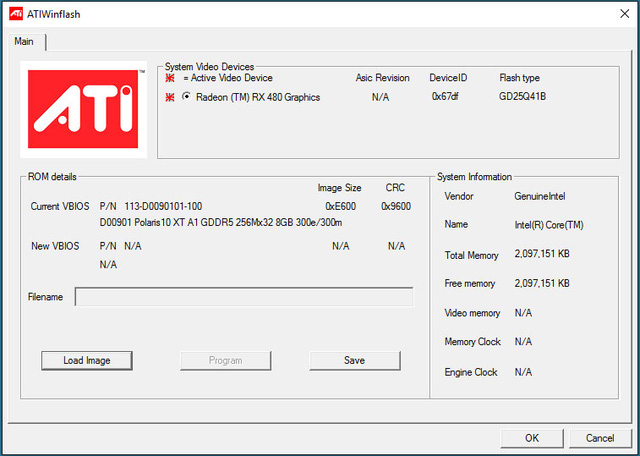 ATIWinflash
Main
ATI™
System Video Devices
= Active Video Device Asic Revision DeviceID Flash type
Radeon (TM) RX 480 Graphics N/A 0x67df GD25Q41B
ROM details
Image Size CRC
Current VBIOS P/N 113-D0090101-100 0xE600 0x9600
D00901 Polaris10 XT A1 GDDR5 256Mx32 8GB 300e/300m
New VBIOS P/N N/A N/A N/A
N/A
Filename
Load Image Program Save
System Information
Vendor GenuineIntel
Name Intel(R) Core(TM)
Total Memory 2,097,151 KB
Free memory 2,097,151 KB
Video memory N/A
Memory Clock N/A
Engine Clock N/A
OK Cancel